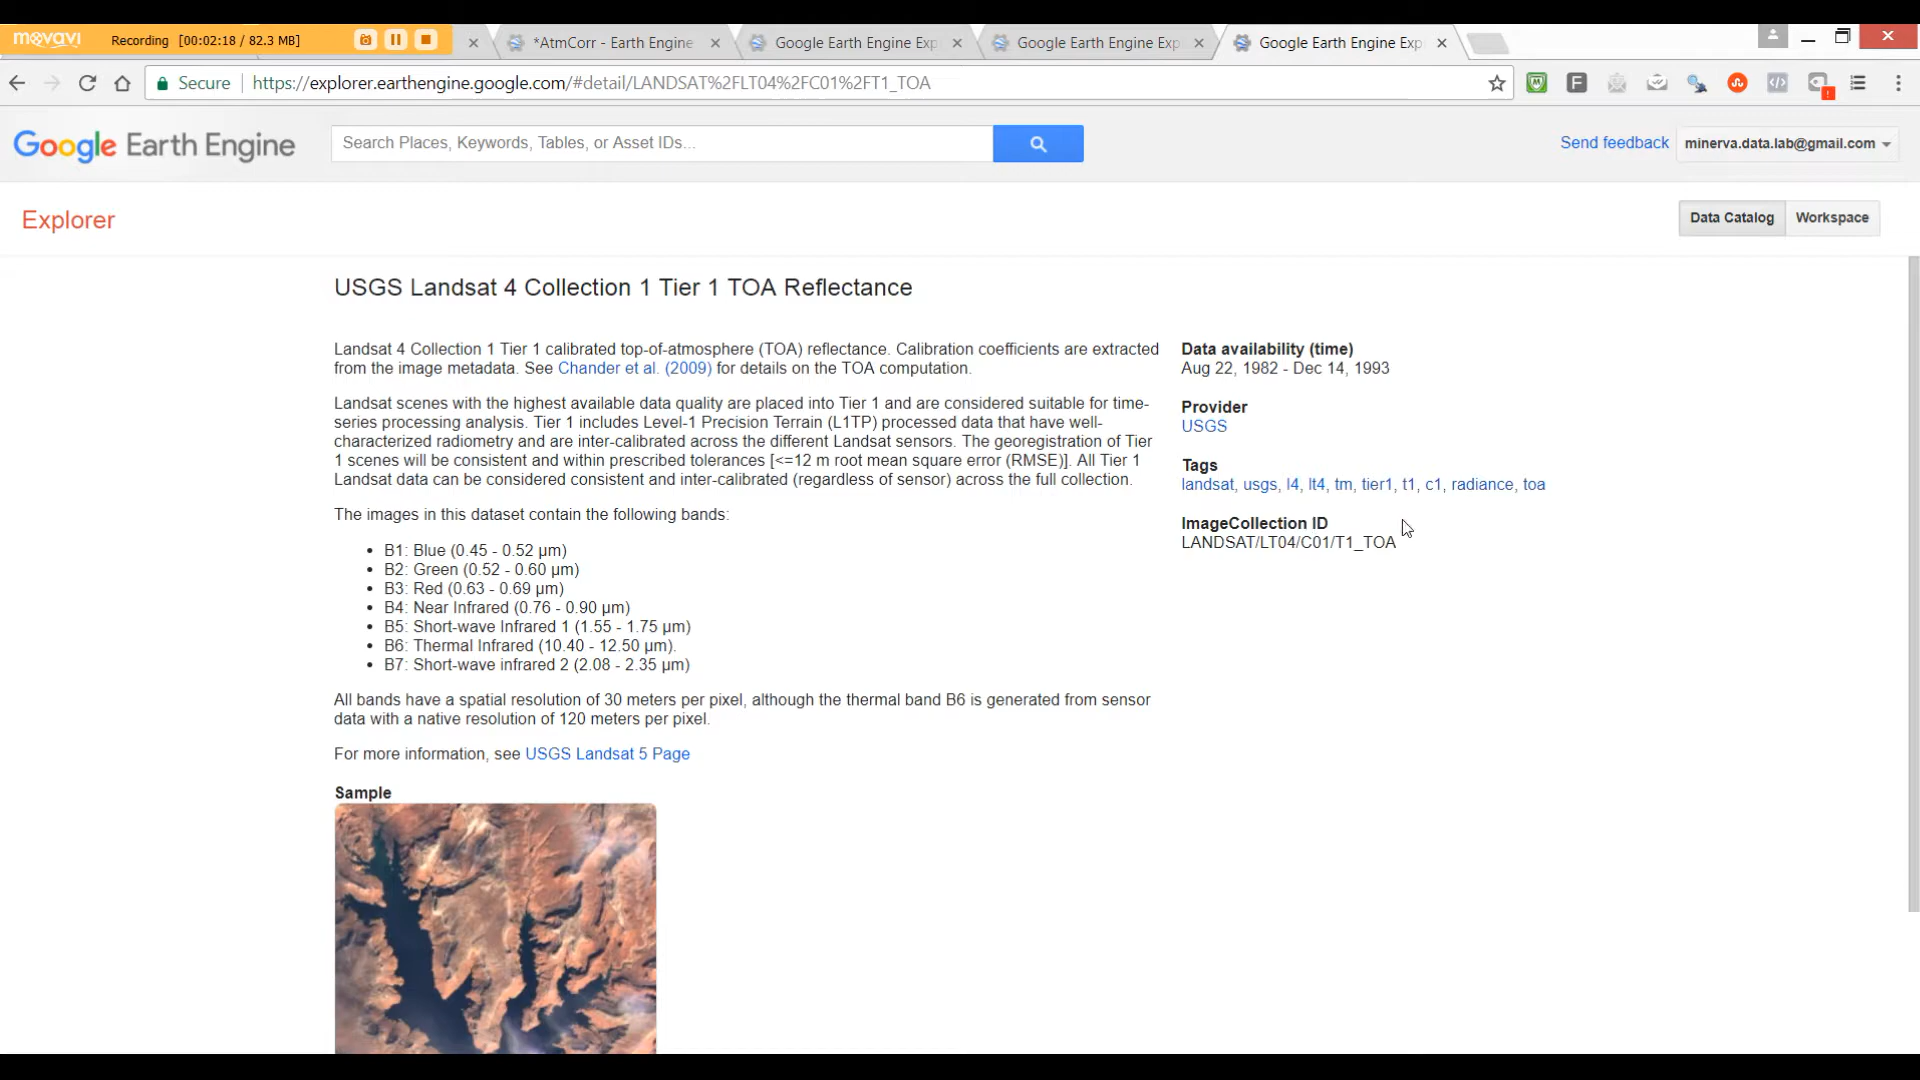 movavi Recording [00:02:18 / 82.3 MB] *AtmCorr - Earth Engine Google Earth Engine Exp Google Earth Engine Exp Google Earth Engine Exp
Secure https://explorer.earthengine.google.com/#detail/LANDSAT%2FLT04%2FC01%2FT1_TOA
Google Earth Engine Search Places, Keywords, Tables, or Asset IDs... Send feedback minerva.data.lab@gmail.com
Explorer Data Catalog Workspace
USGS Landsat 4 Collection 1 Tier 1 TOA Reflectance
Landsat 4 Collection 1 Tier 1 calibrated top-of-atmosphere (TOA) reflectance. Calibration coefficients are extracted
from the image metadata. See Chander et al. (2009) for details on the TOA computation.
Landsat scenes with the highest available data quality are placed into Tier 1 and are considered suitable for time-
series processing analysis. Tier 1 includes Level-1 Precision Terrain (L1TP) processed data that have well-
characterized radiometry and are inter-calibrated across the different Landsat sensors. The georegistration of Tier
1 scenes will be consistent and within prescribed tolerances [<=12 m root mean square error (RMSE)]. All Tier 1
Landsat data can be considered consistent and inter-calibrated (regardless of sensor) across the full collection.
The images in this dataset contain the following bands:
• B1: Blue (0.45 - 0.52 µm)
• B2: Green (0.52 - 0.60 µm)
• B3: Red (0.63 - 0.69 µm)
• B4: Near Infrared (0.76 - 0.90 µm)
• B5: Short-wave Infrared 1 (1.55 - 1.75 µm)
• B6: Thermal Infrared (10.40 - 12.50 µm).
• B7: Short-wave infrared 2 (2.08 - 2.35 µm)
All bands have a spatial resolution of 30 meters per pixel, although the thermal band B6 is generated from sensor
data with a native resolution of 120 meters per pixel.
For more information, see USGS Landsat 5 Page
Sample
Data availability (time)
Aug 22, 1982 - Dec 14, 1993
Provider
USGS
Tags
landsat, usgs, l4, lt4, tm, tier1, t1, c1, radiance, toa
ImageCollection ID
LANDSAT/LT04/C01/T1_TOA